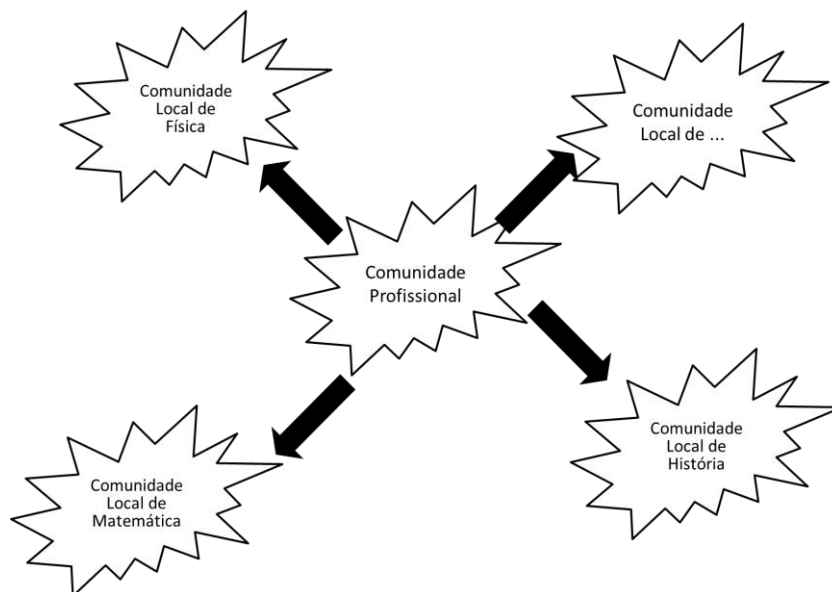 Comunidade
Local de
Física
Comunidade
Local de ...
Comunidade
Profissional
Comunidade
Local de
Matemática
Comunidade
Local de
História